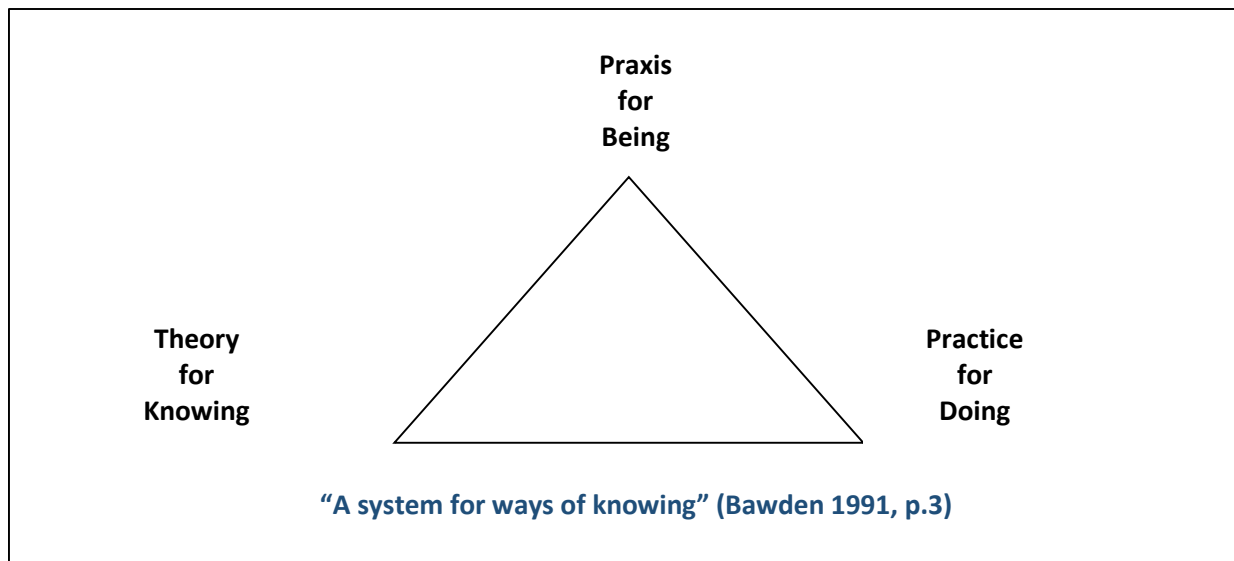 Praxis
for
Being
Theory
for
Knowing
Practice
for
Doing
“A system for ways of knowing” (Bawden 1991, p.3)